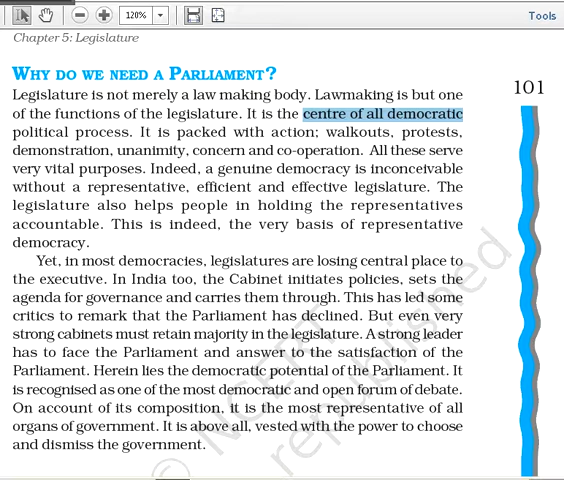 120%
Tools
Chapter 5: Legislature
101
WHY DO WE NEED A PARLIAMENT?
Legislature is not merely a law making body. Lawmaking is but one
of the functions of the legislature. It is the centre of all democratic
political process. It is packed with action; walkouts, protests,
demonstration, unanimity, concern and co-operation. All these serve
very vital purposes. Indeed, a genuine democracy is inconceivable
without a representative, efficient and effective legislature. The
legislature also helps people in holding the representatives
accountable. This is indeed, the very basis of representative
democracy.
Yet, in most democracies, legislatures are losing central place to
the executive. In India too, the Cabinet initiates policies, sets the
agenda for governance and carries them through. This has led some
critics to remark that the Parliament has declined. But even very
strong cabinets must retain majority in the legislature. A strong leader
has to face the Parliament and answer to the satisfaction of the
Parliament. Herein lies the democratic potential of the Parliament. It
is recognised as one of the most democratic and open forum of debate.
On account of its composition, it is the most representative of all
organs of government. It is above all, vested with the power to choose
and dismiss the government.
© NCERT
republished